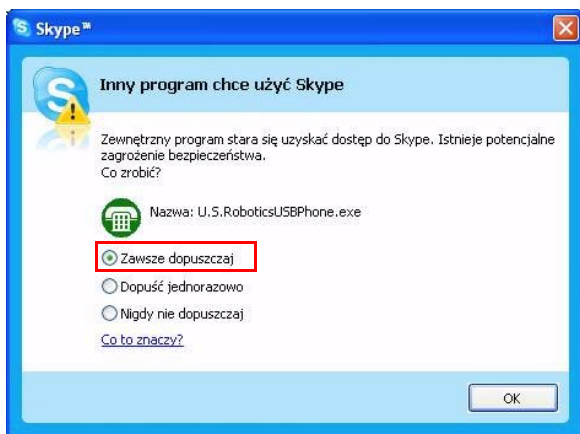 Skype™
Inny program chce użyć Skype
Zewnętrzny program stara się uzyskać dostęp do Skype. Istnieje potencjalne
zagrożenie bezpieczeństwa.
Co zrobić?
Nazwa: U.S.RoboticsUSBPhone.exe
Zawsze dopuszczaj
Dopuść jednorazowo
Nigdy nie dopuszczaj
Co to znaczy?
OK